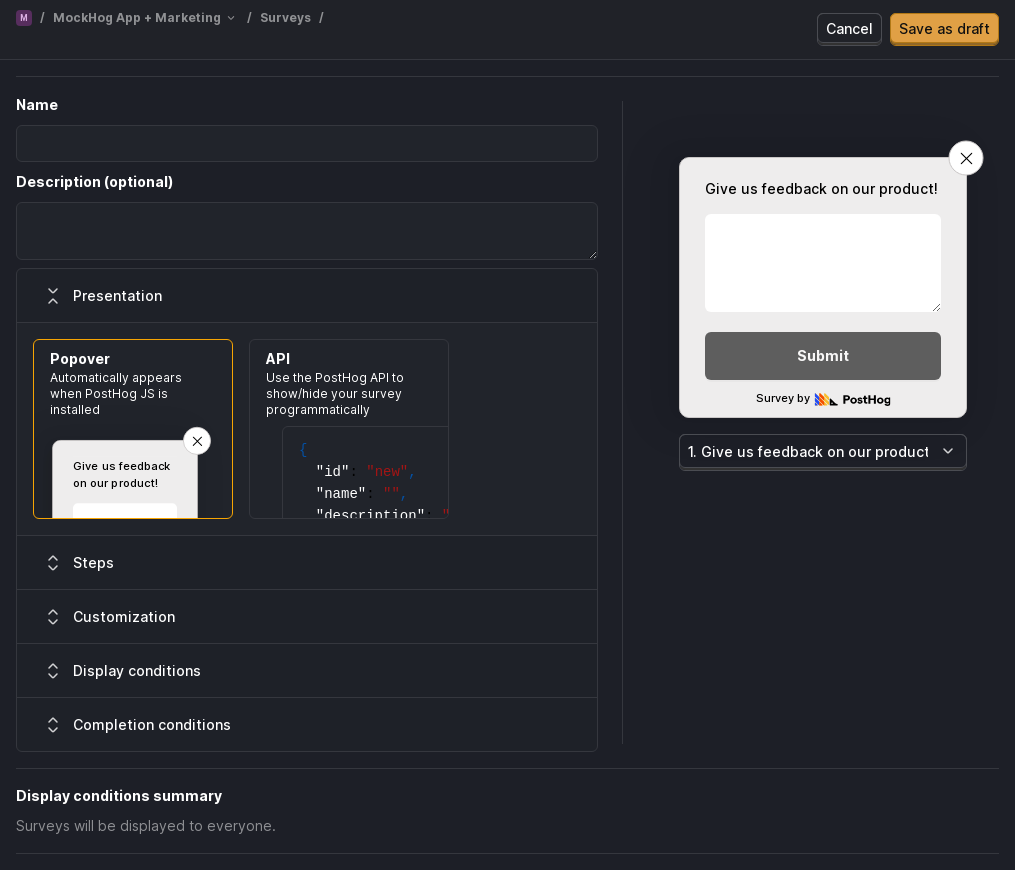 M / MockHog App + Marketing / Surveys /
Cancel
Save as draft
Name
Description (optional)
Presentation
Popover
Automatically appears
when PostHog JS is
installed
Give us feedback
on our product!
API
Use the PostHog API to
show/hide your survey
programmatically
{
"id": "new",
"name": "",
"description": "
Steps
Customization
Display conditions
Completion conditions
Give us feedback on our product!
Submit
Survey by PostHog
1. Give us feedback on our product
Display conditions summary
Surveys will be displayed to everyone.